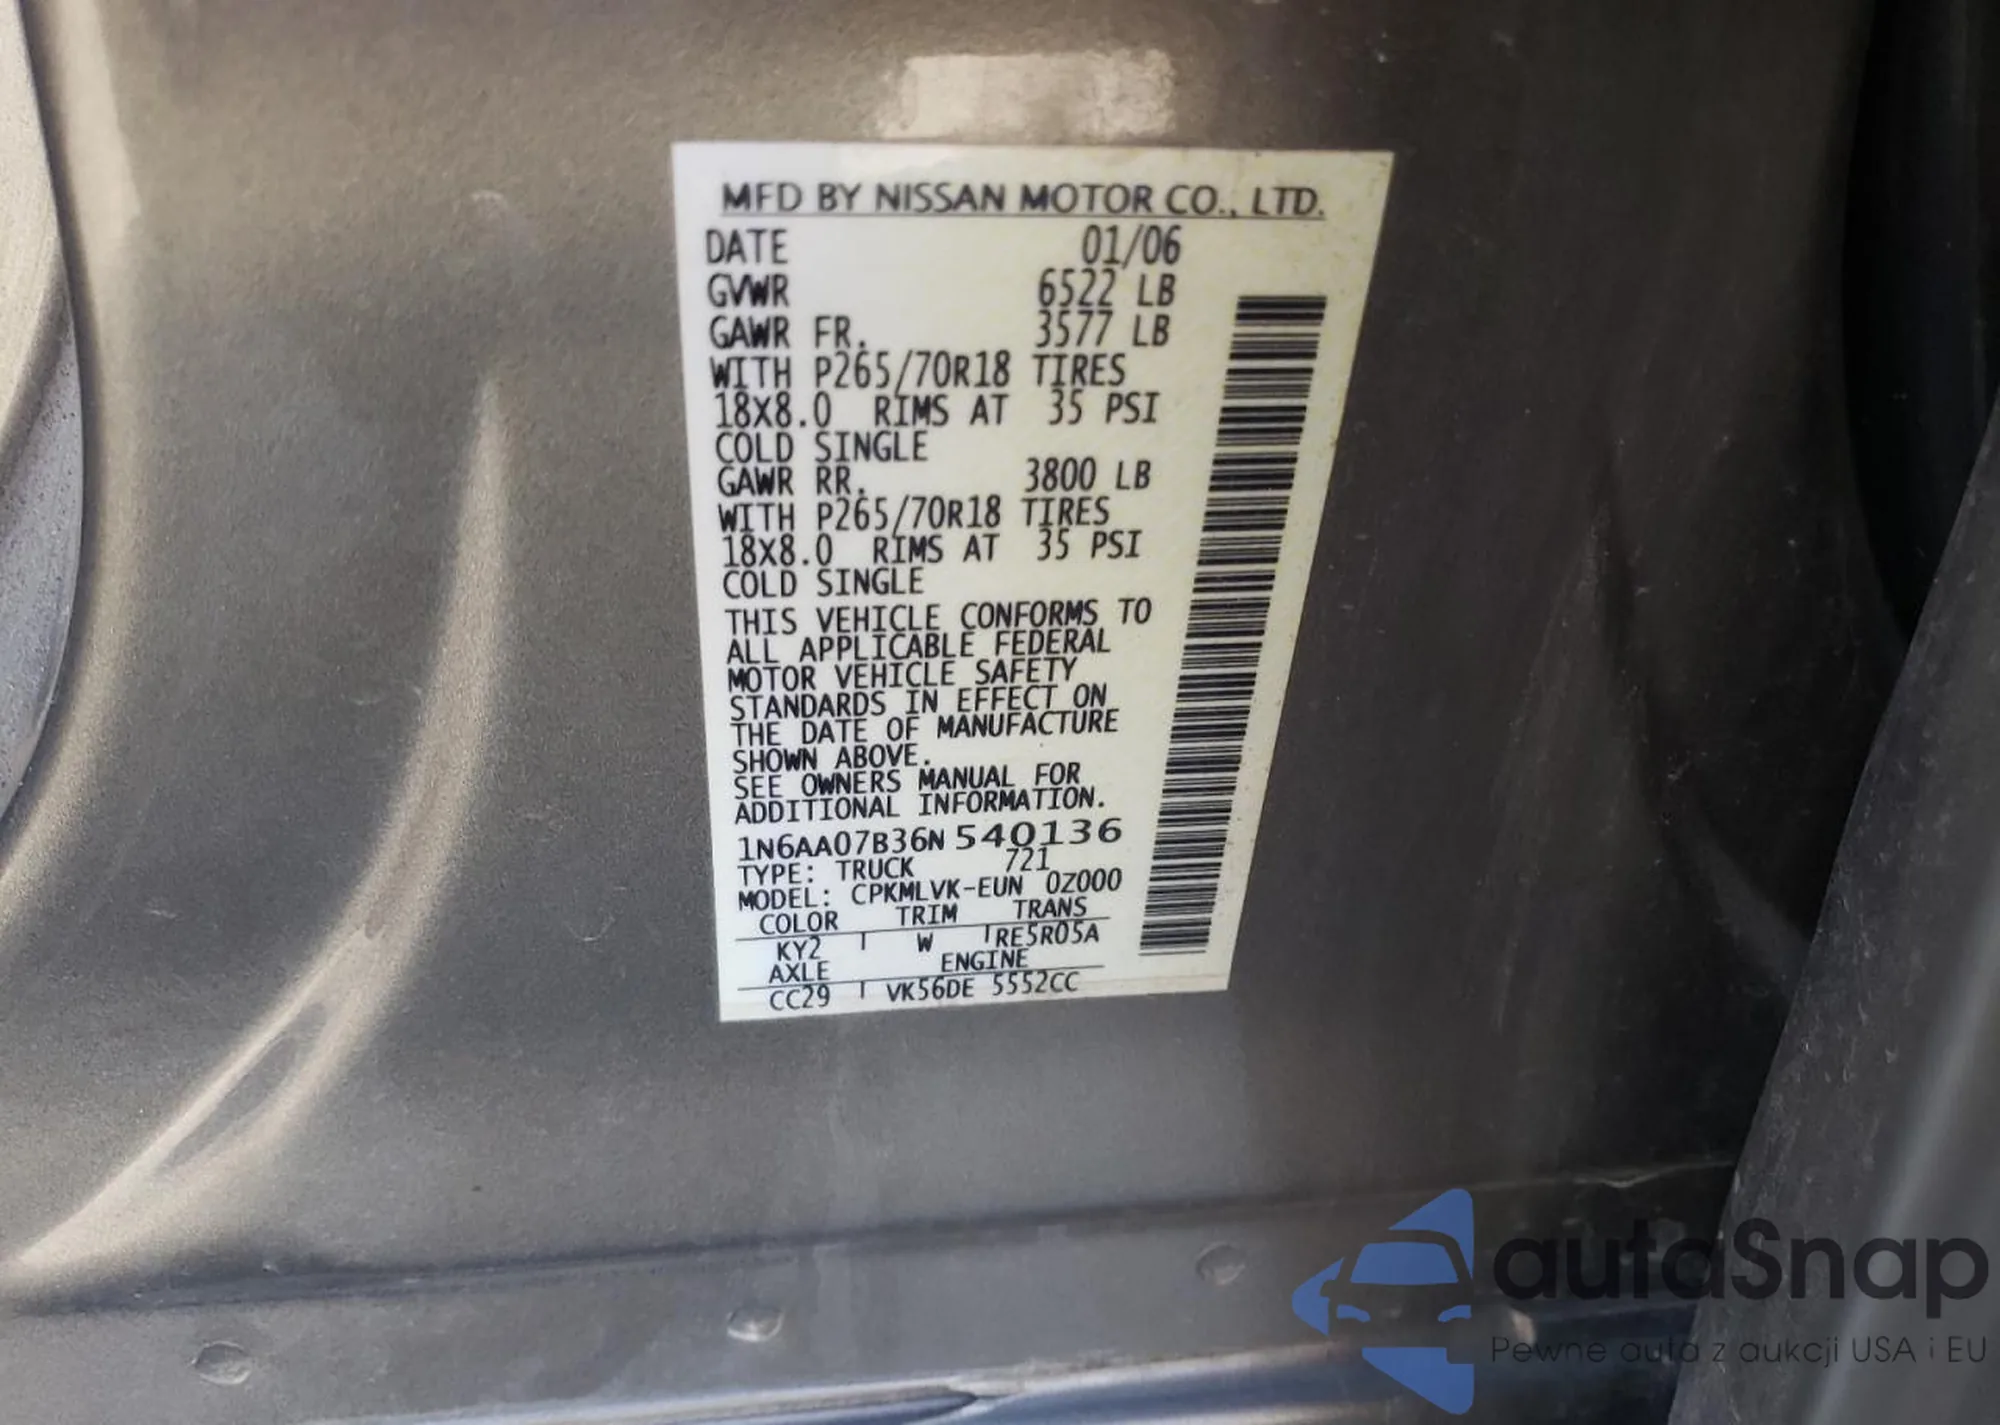 MFD BY NISSAN MOTOR CO., LTD.
DATE 01/06
GVWR 6522 LB
GAWR FR. 3577 LB
WITH P265/70R18 TIRES
18X8.0 RIMS AT 35 PSI
COLD SINGLE
GAWR RR. 3800 LB
WITH P265/70R18 TIRES
18X8.0 RIMS AT 35 PSI
COLD SINGLE
THIS VEHICLE CONFORMS TO
ALL APPLICABLE FEDERAL
MOTOR VEHICLE SAFETY
STANDARDS IN EFFECT ON
THE DATE OF MANUFACTURE
SHOWN ABOVE.
SEE OWNERS MANUAL FOR
ADDITIONAL INFORMATION.
1N6AA07B36N 540136
TYPE: TRUCK 721
MODEL: CPKMLVK-EUN 0Z000
COLOR TRIM TRANS
KY2 W RE5R05A
AXLE ENGINE
CC29 VK56DE 5552CC
autaSnap
Pewne auta z aukcji USA i EU